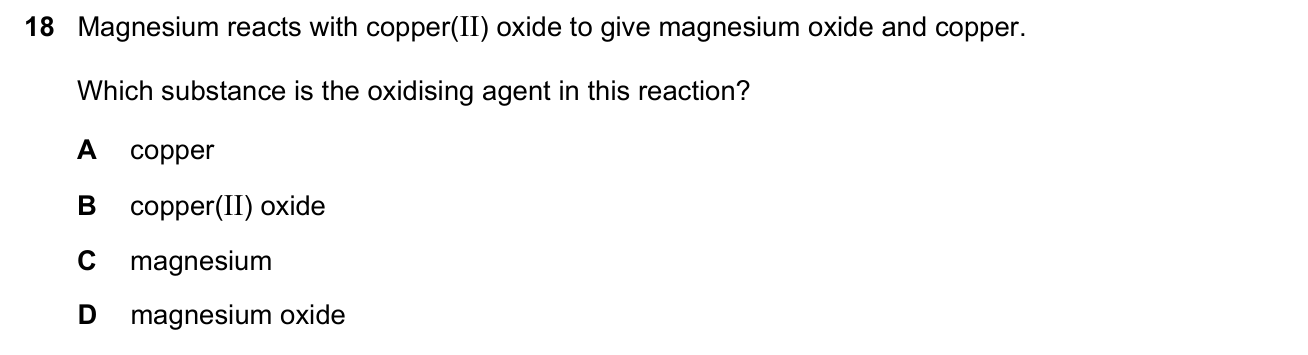 18 Magnesium reacts with copper(II) oxide to give magnesium oxide and copper.
Which substance is the oxidising agent in this reaction?
A copper
B copper(II) oxide
C magnesium
D magnesium oxide